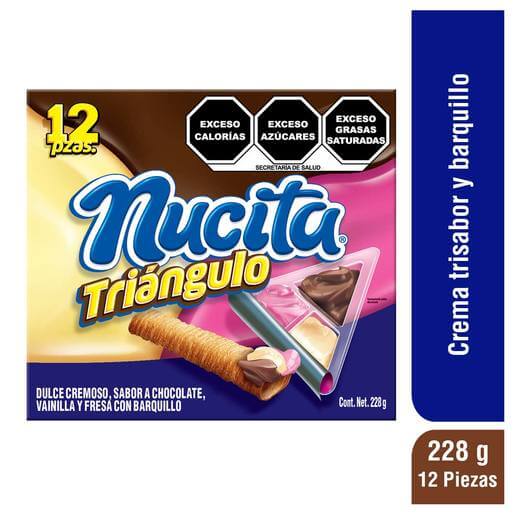 12
pzas.
EXCESO
CALORÍAS
EXCESO
AZÚCARES
EXCESO
GRASAS
SATURADAS
SECRETARÍA DE SALUD
Nucita®
Triángulo
DULCE CREMOSO, SABOR A CHOCOLATE,
VAINILLA Y FRESA CON BARQUILLO
Cont. Net. 228 g
Crema trisabor y barquillo
228 g
12 Piezas